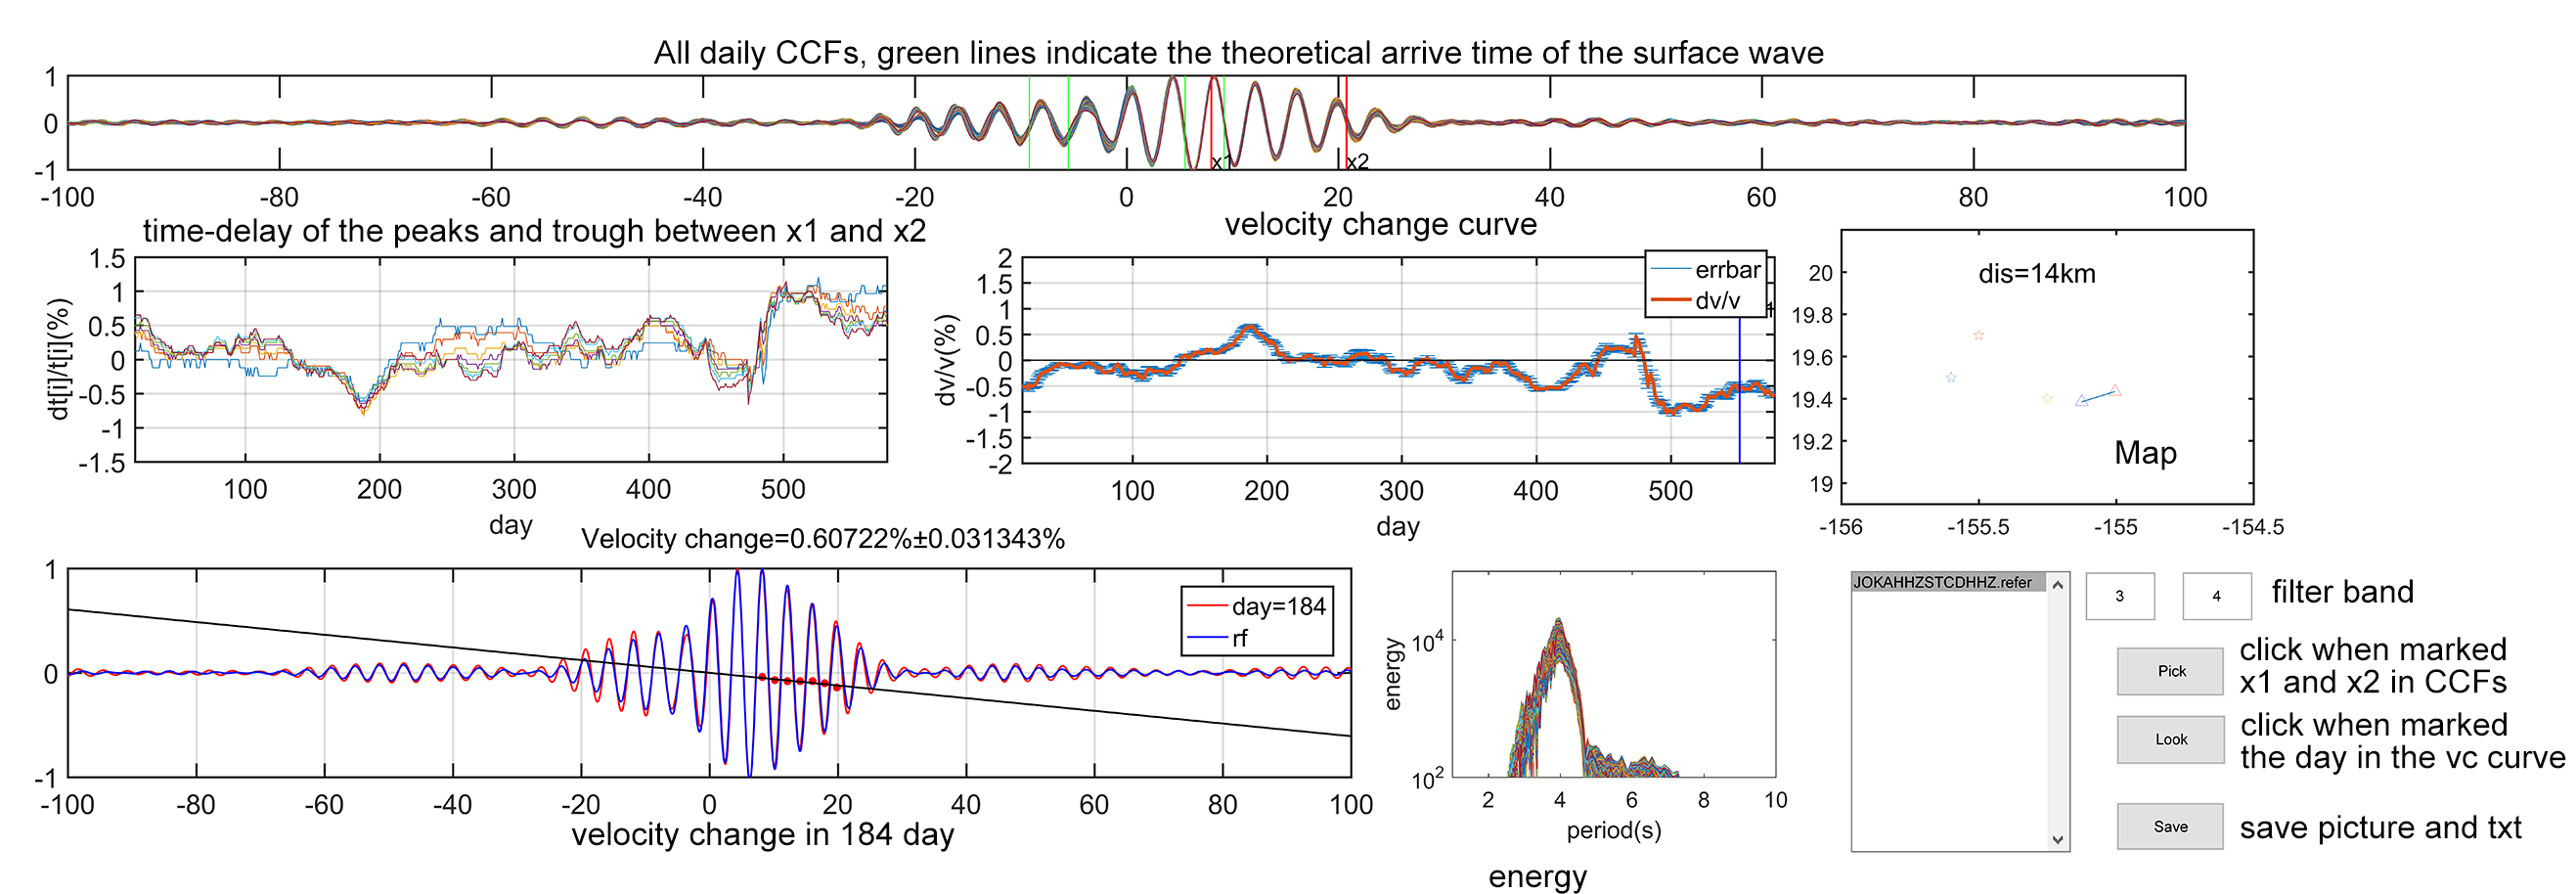 All daily CCFs, green lines indicate the theoretical arrive time of the surface wave
1
0
-1
x1
x2
-100 -80 -60 -40 -20 0 20 40 60 80 100
time-delay of the peaks and trough between x1 and x2
1.5
1
0.5
0
-0.5
-1
-1.5
dt[j]/t[i](%)
100 200 300 400 500
day
velocity change curve
2
1.5
1
0.5
0
-0.5
-1
-1.5
-2
dv/v(%)
errbar
dv/v
100 200 300 400 500
day
20
19.8
19.6
19.4
19.2
19
dis=14km
Map
-156 -155.5 -155 -154.5
Velocity change=0.60722%±0.031343%
1
0
-1
day=184
rf
-100 -80 -60 -40 -20 0 20 40 60 80 100
velocity change in 184 day
energy
10⁴
10²
2 4 6 8 10
period(s)
energy
JOKAHHZSTCDHHZ.refer
3 4 filter band
Pick
click when marked
x1 and x2 in CCFs
Look
click when marked
the day in the vc curve
Save
save picture and txt